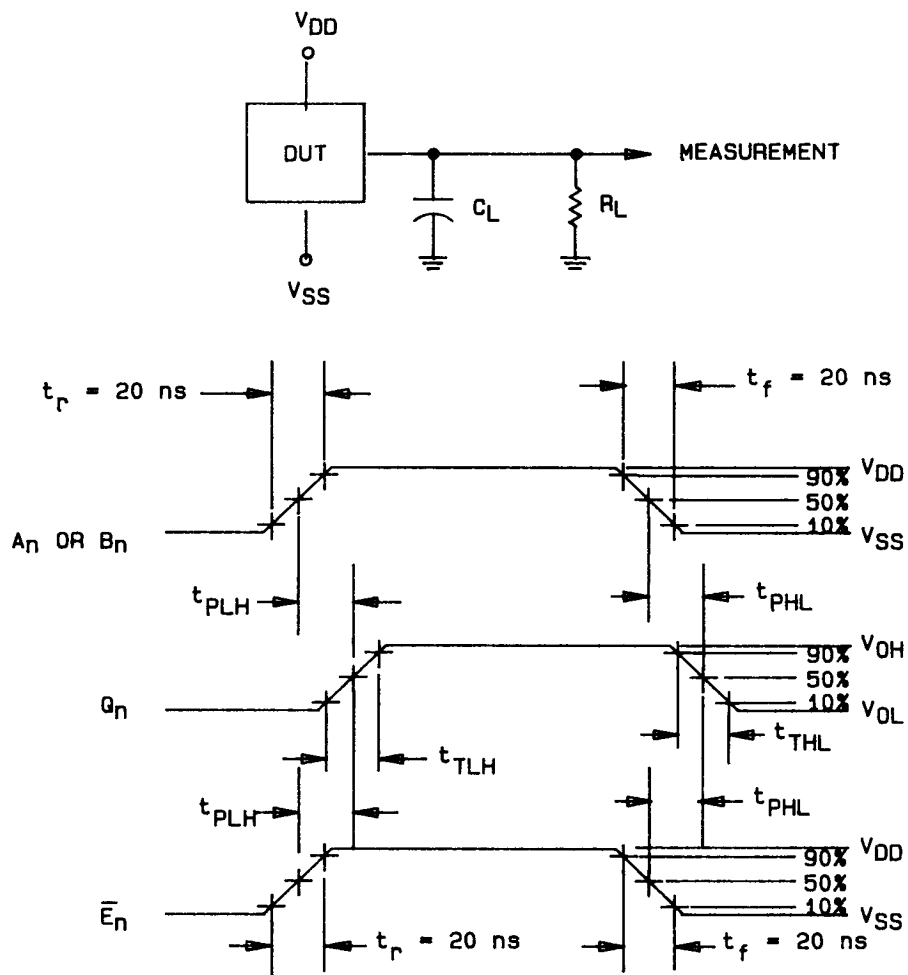 VDD
DUT
MEASUREMENT
CL
RL
VSS
tr = 20 ns
tf = 20 ns
VDD
90%
50%
10%
An OR Bn
VSS
tPLH
tPHL
VOH
90%
50%
Qn
10%
VOL
tTLH
tTHL
tPLH
tPHL
VDD
90%
50%
10%
E̅n
VSS
tr = 20 ns
tf = 20 ns